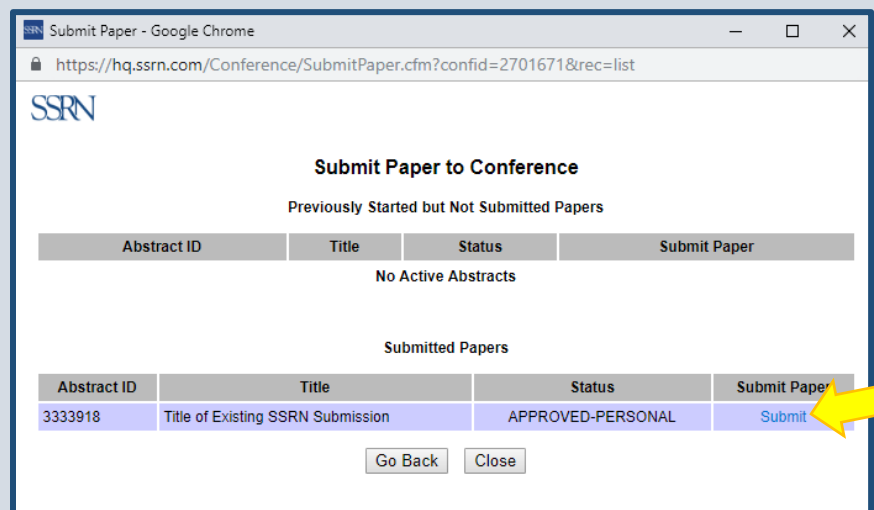 SSRN Submit Paper - Google Chrome
https://hq.ssrn.com/Conference/SubmitPaper.cfm?confid=2701671&rec=list
SSRN
Submit Paper to Conference
Previously Started but Not Submitted Papers
Abstract ID Title Status Submit Paper
No Active Abstracts
Submitted Papers
Abstract ID Title Status Submit Paper
3333918 Title of Existing SSRN Submission APPROVED-PERSONAL Submit
Go Back Close